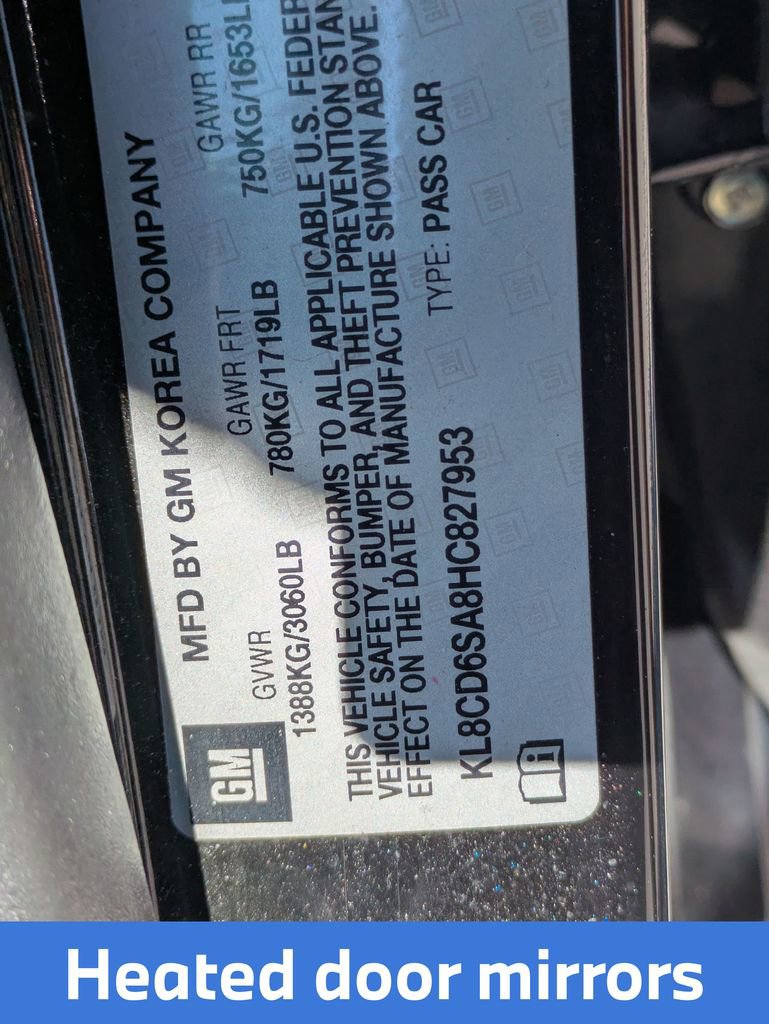 MFD BY GM KOREA COMPANY
GVWR GAWR FRT GAWR RR
1388KG/3060LB 780KG/1719LB 750KG/1653L
THIS VEHICLE CONFORMS TO ALL APPLICABLE U.S.
VEHICLE SAFETY, BUMPER, AND THEFT PREVENTION
EFFECT ON THE DATE OF MANUFACTURE SHOWN ABOVE.
KL8CD6SA8HC827953 TYPE: PASS CAR
GM
i
Heated door mirrors